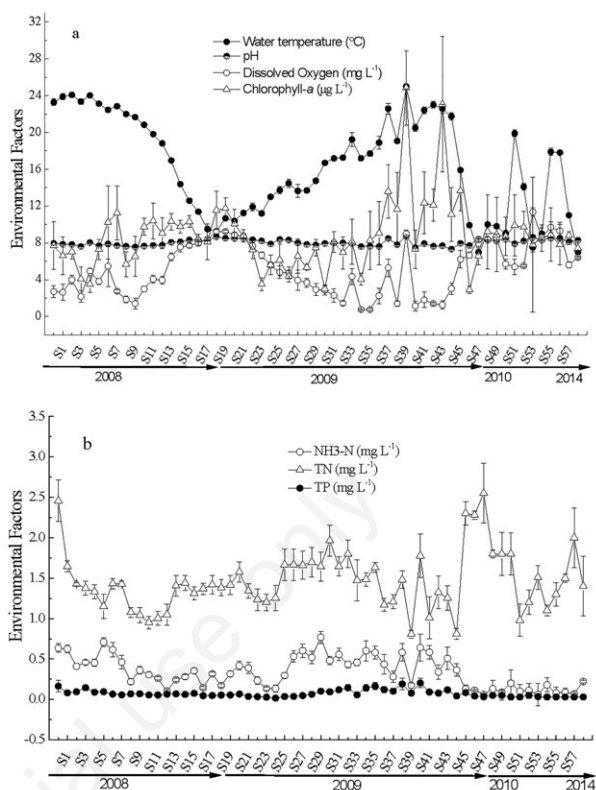 a
Water temperature (°C)
pH
Dissolved Oxygen (mg L⁻¹)
Chlorophyll-a (µg L⁻¹)
Environmental Factors
32
28
24
20
16
12
8
4
0
S1 S3 S5 S7 S9 S11 S13 S15 S17 S19 S21 S23 S25 S27 S29 S31 S33 S35 S37 S39 S41 S43 S45 S47 S49 S51 S53 S55 S57
2008 2009 2010 2014
b
NH3-N (mg L⁻¹)
TN (mg L⁻¹)
TP (mg L⁻¹)
Environmental Factors
3.5
3.0
2.5
2.0
1.5
1.0
0.5
0.0
S1 S3 S5 S7 S9 S11 S13 S15 S17 S19 S21 S23 S25 S27 S29 S31 S33 S35 S37 S39 S41 S43 S45 S47 S49 S51 S53 S55 S57
2008 2009 2010 2014
ial use only